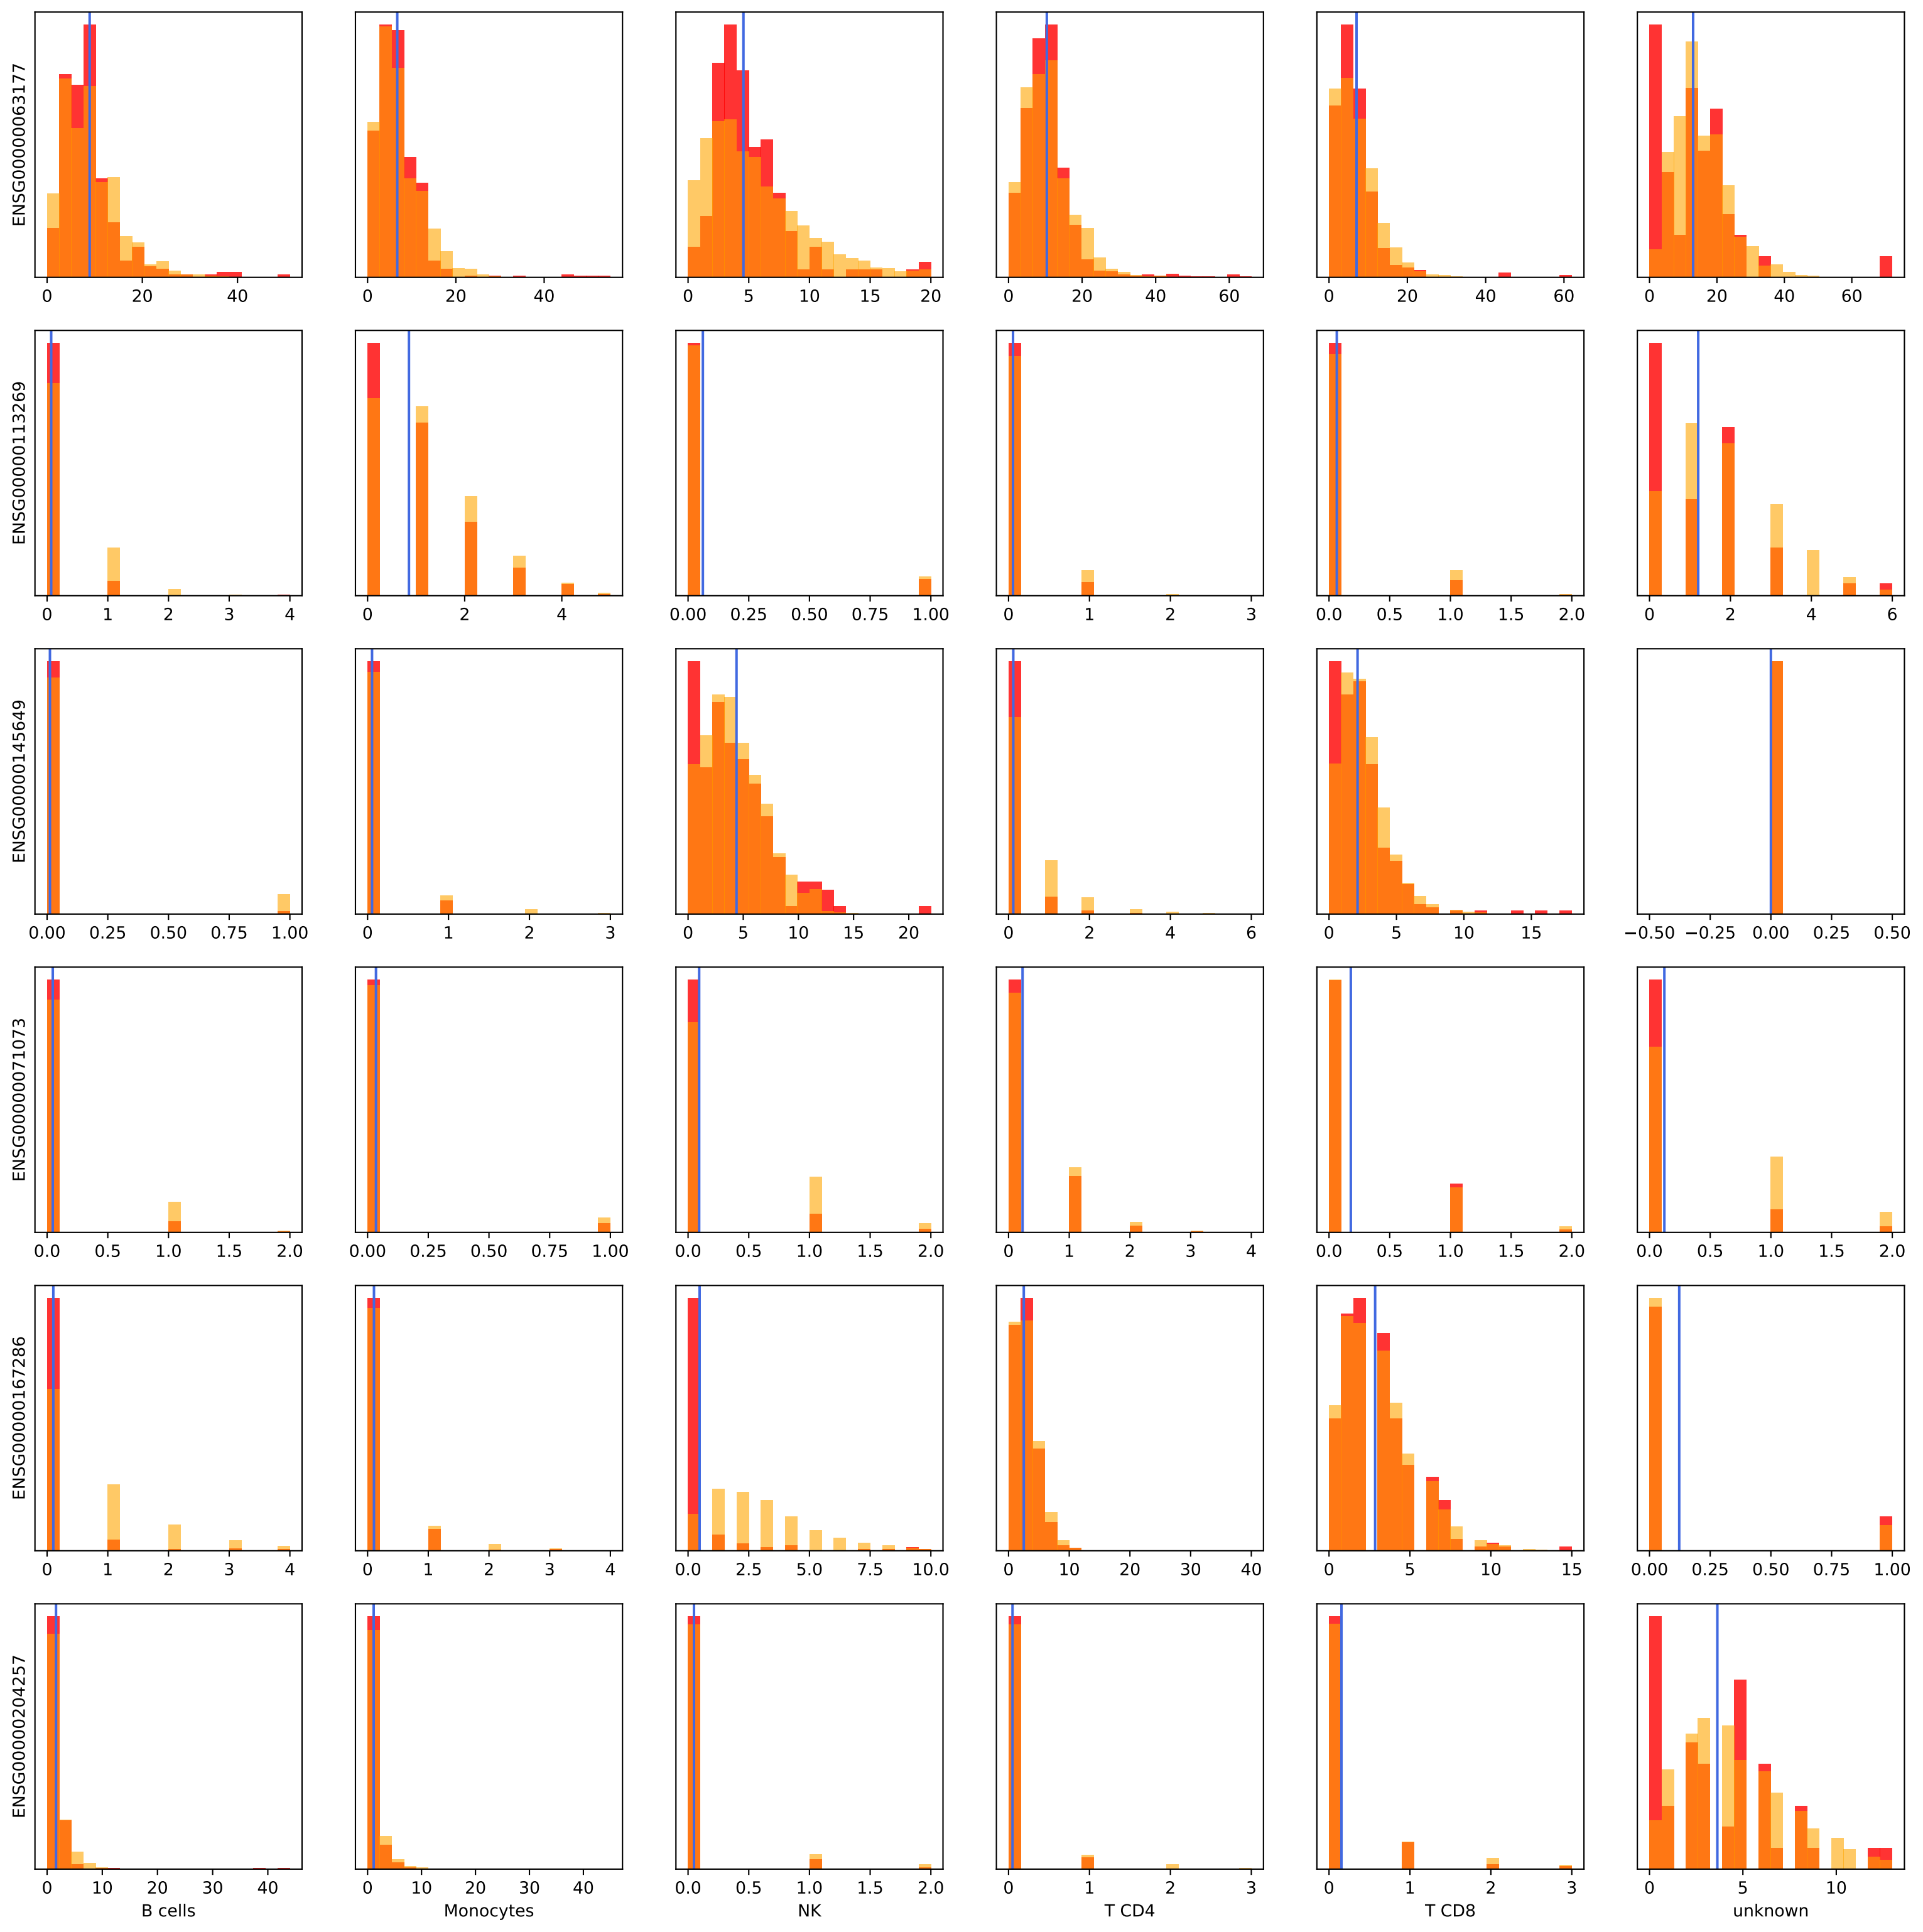 ENSG00000063177
0 20 40
0 20 40
0 5 10 15 20
0 20 40 60
0 20 40 60
0 20 40 60
ENSG00000113269
0 1 2 3 4
0 2 4
0.00 0.25 0.50 0.75 1.00
0 1 2 3
0.0 0.5 1.0 1.5 2.0
0 2 4 6
ENSG00000145649
0.00 0.25 0.50 0.75 1.00
0 1 2 3
0 5 10 15 20
0 2 4 6
0 5 10 15
−0.50 −0.25 0.00 0.25 0.50
ENSG00000071073
0.0 0.5 1.0 1.5 2.0
0.00 0.25 0.50 0.75 1.00
0.0 0.5 1.0 1.5 2.0
0 1 2 3 4
0.0 0.5 1.0 1.5 2.0
0.0 0.5 1.0 1.5 2.0
ENSG00000167286
0 1 2 3 4
0 1 2 3 4
0.0 2.5 5.0 7.5 10.0
0 10 20 30 40
0 5 10 15
0.00 0.25 0.50 0.75 1.00
ENSG00000204257
0 10 20 30 40
B cells
0 10 20 30 40
Monocytes
0.0 0.5 1.0 1.5 2.0
NK
0 1 2 3
T CD4
0 1 2 3
T CD8
0 5 10
unknown